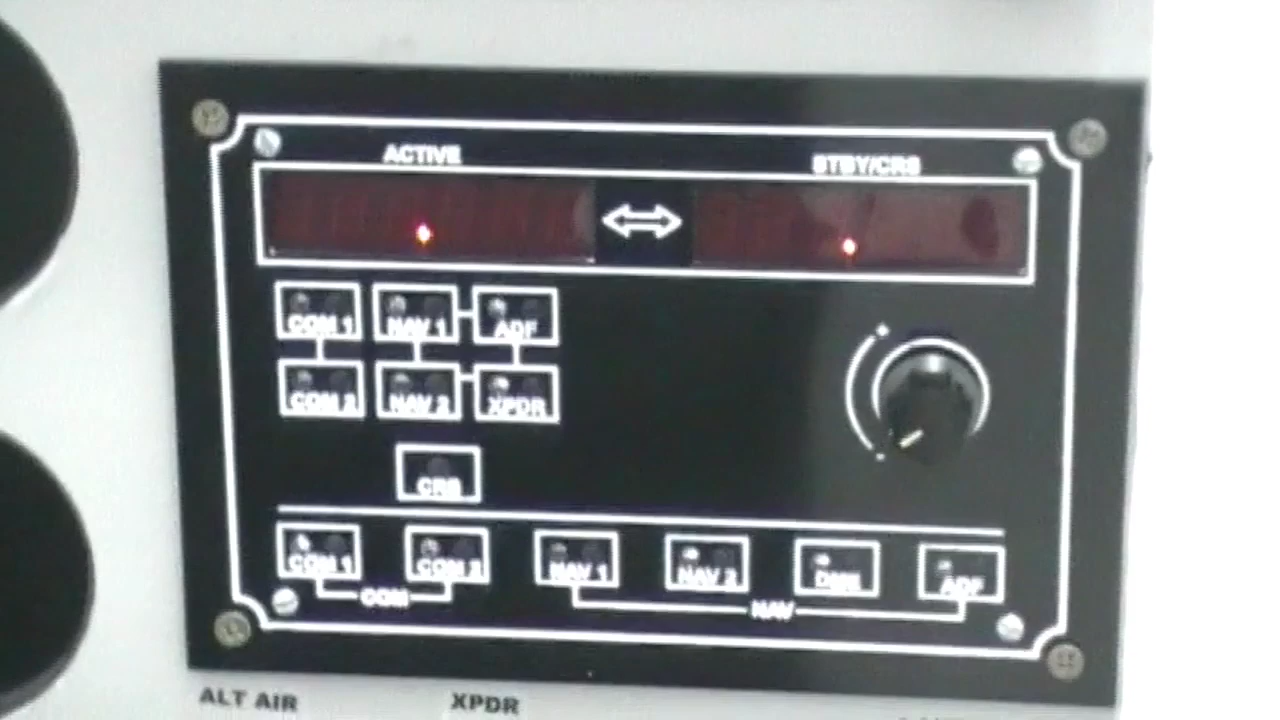 ACTIVE STBY/CRS
COM 1 NAV 1 ADF
COM 2 NAV 2 XPDR
CRS
COM 1 COM 2 NAV 1 NAV 2 DME ADF
COM NAV
ALT AIR XPDR